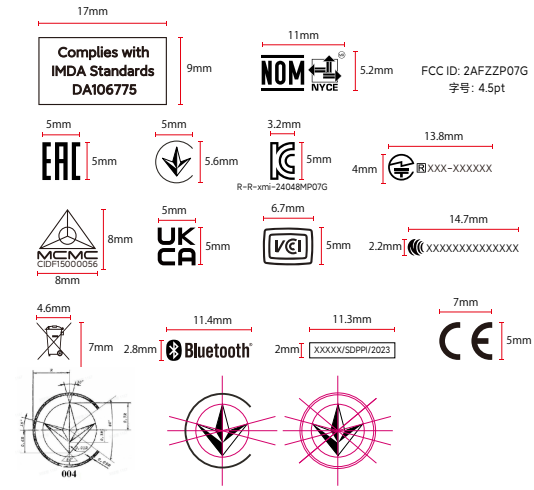 17mm
Complies with
IMDA Standards
DA106775
9mm
11mm
NOM
NYCE
5.2mm
FCC ID: 2AFZZP07G
字号: 4.5pt
5mm
EAC
5mm
5mm
5.6mm
3.2mm
5mm
R-R-xmi-24048MP07G
13.8mm
4mm
R XXX-XXXXXX
MCMC
CIDF15000056
8mm
8mm
5mm
UK
CA
5mm
6.7mm
VCI
5mm
14.7mm
2.2mm
XXXXXXXXXXXXXXX
4.6mm
7mm
11.4mm
2.8mm
Bluetooth®
11.3mm
2mm
XXXXX/SDPPI/2023
7mm
CE
5mm
004